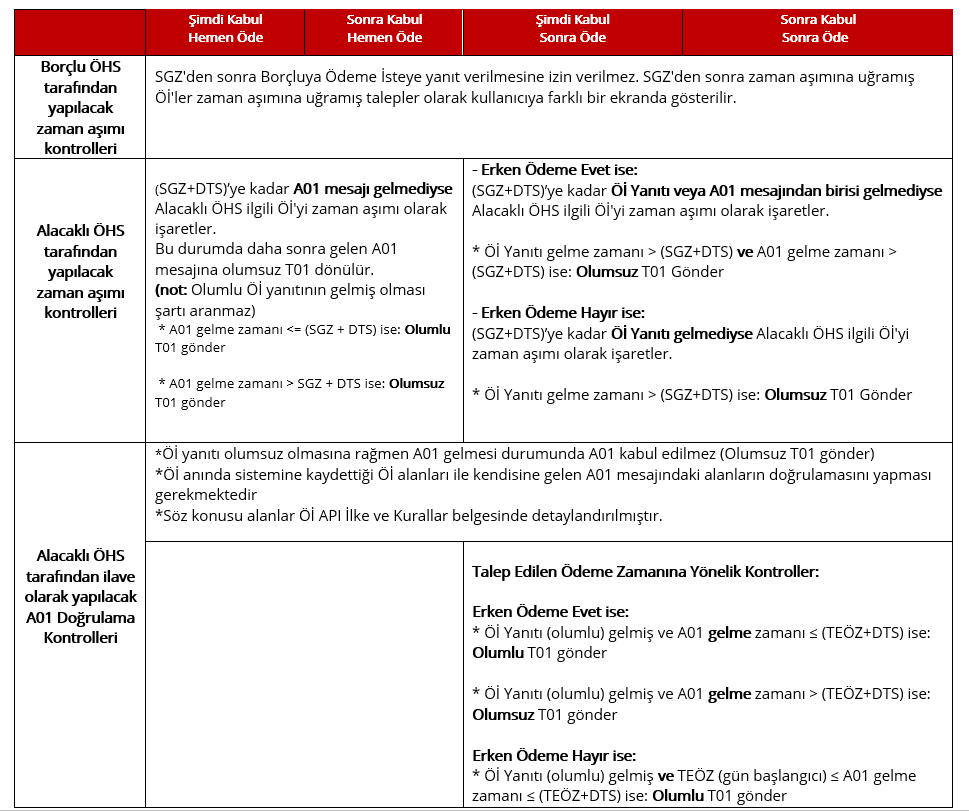 Şimdi Kabul
Hemen Öde
Sonra Kabul
Hemen Öde
Şimdi Kabul
Sonra Öde
Sonra Kabul
Sonra Öde
Borçlu ÖHS
tarafından
yapılacak
zaman aşımı
kontrolleri
SGZ'den sonra Borçluya Ödeme İsteye yanıt verilmesine izin verilmez. SGZ'den sonra zaman aşımına uğramış
Öİ'ler zaman aşımına uğramış talepler olarak kullanıcıya farklı bir ekranda gösterilir.
Alacaklı ÖHS
tarafından
yapılacak
zaman aşımı
kontrolleri
(SGZ+DTS)’ye kadar A01 mesajı gelmediyse
Alacaklı ÖHS ilgili Öİ'yi zaman aşımı olarak
işaretler.
Bu durumda daha sonra gelen A01
mesajına olumsuz T01 dönülür.
(not: Olumlu Öİ yanıtının gelmiş olması
şartı aranmaz)
* A01 gelme zamanı <= (SGZ + DTS) ise: Olumlu
T01 gönder
* A01 gelme zamanı > SGZ + DTS ise: Olumsuz
T01 gönder
- Erken Ödeme Evet ise:
(SGZ+DTS)’ye kadar Öİ Yanıtı veya A01 mesajından birisi gelmediyse
Alacaklı ÖHS ilgili Öİ'yi zaman aşımı olarak işaretler.
* Öİ Yanıtı gelme zamanı > (SGZ+DTS) ve A01 gelme zamanı >
(SGZ+DTS) ise: Olumsuz T01 Gönder
- Erken Ödeme Hayır ise:
(SGZ+DTS)’ye kadar Öİ Yanıtı gelmediyse Alacaklı ÖHS ilgili Öİ'yi
zaman aşımı olarak işaretler.
* Öİ Yanıtı gelme zamanı > (SGZ+DTS) ise: Olumsuz T01 Gönder
Alacaklı ÖHS
tarafından ilave
olarak yapılacak
A01 Doğrulama
Kontrolleri
*Öİ yanıtı olumsuz olmasına rağmen A01 gelmesi durumunda A01 kabul edilmez (Olumsuz T01 gönder)
*Öİ anında sistemine kaydettiği Öİ alanları ile kendisine gelen A01 mesajındaki alanların doğrulamasını yapması
gerekmektedir
*Söz konusu alanlar Öİ API İlke ve Kurallar belgesinde detaylandırılmıştır.
Talep Edilen Ödeme Zamanına Yönelik Kontroller:
Erken Ödeme Evet ise:
* Öİ Yanıtı (olumlu) gelmiş ve A01 gelme zamanı ≤ (TEÖZ+DTS) ise:
Olumlu T01 gönder
* Öİ Yanıtı (olumlu) gelmiş ve A01 gelme zamanı > (TEÖZ+DTS) ise:
Olumsuz T01 gönder
Erken Ödeme Hayır ise:
* Öİ Yanıtı (olumlu) gelmiş ve TEÖZ (gün başlangıcı) ≤ A01 gelme
zamanı ≤ (TEÖZ+DTS) ise: Olumlu T01 gönder